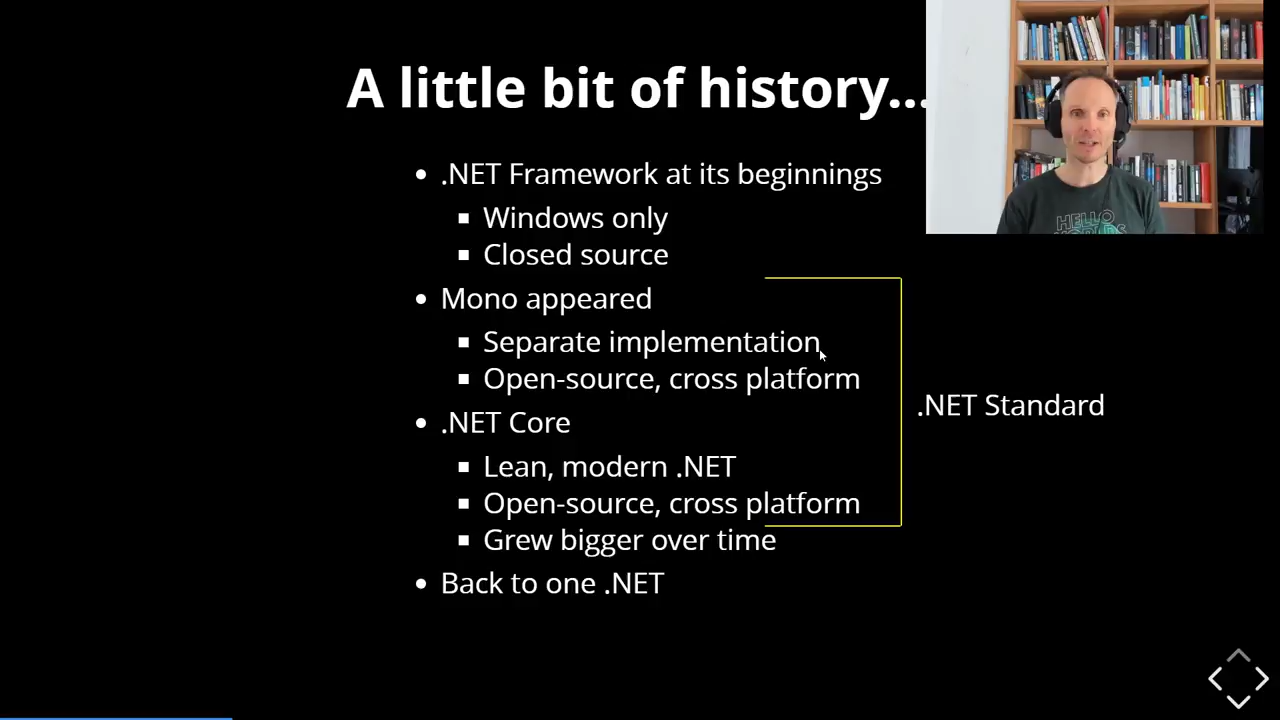 A little bit of history...
.NET Framework at its beginnings
Windows only
Closed source
Mono appeared
Separate implementation
Open-source, cross platform
.NET Standard
.NET Core
Lean, modern .NET
Open-source, cross platform
Grew bigger over time
Back to one .NET
HELLO